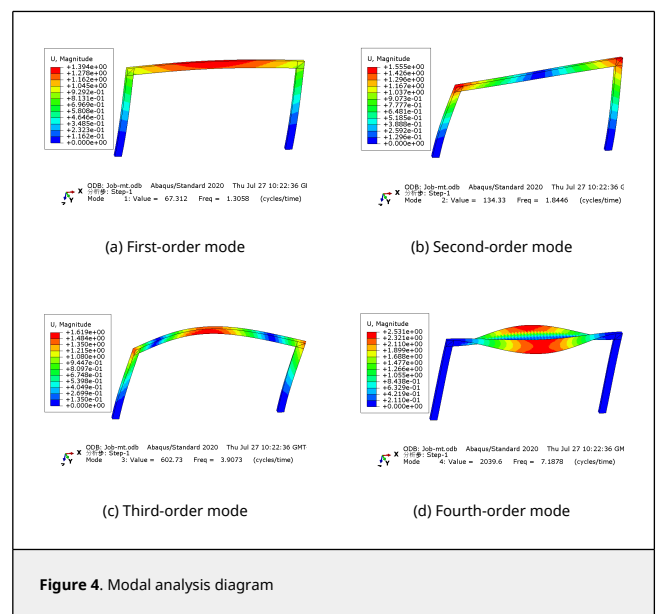 U, Magnitude
+1.394e+00
+1.278e+00
+1.162e+00
+1.045e+00
+9.292e-01
+8.131e-01
+6.969e-01
+5.808e-01
+4.646e-01
+3.485e-01
+2.323e-01
+1.162e-01
+0.000e+00
X
Y
ODB: Job-mt.odb Abaqus/Standard 2020 Thu Jul 27 10:22:36 G
分析步: Step-1
Mode 1: Value = 67.312 Freq = 1.3058 (cycles/time)
(a) First-order mode
U, Magnitude
+1.555e+00
+1.426e+00
+1.296e+00
+1.167e+00
+1.037e+00
+9.073e-01
+7.777e-01
+6.481e-01
+5.185e-01
+3.888e-01
+2.592e-01
+1.296e-01
+0.000e+00
X
Y
ODB: Job-mt.odb Abaqus/Standard 2020 Thu Jul 27 10:22:36 G
分析步: Step-1
Mode 2: Value = 134.33 Freq = 1.8446 (cycles/time)
(b) Second-order mode
U, Magnitude
+1.619e+00
+1.484e+00
+1.350e+00
+1.215e+00
+1.080e+00
+9.447e-01
+8.097e-01
+6.748e-01
+5.398e-01
+4.049e-01
+2.699e-01
+1.350e-01
+0.000e+00
X
Y
ODB: Job-mt.odb Abaqus/Standard 2020 Thu Jul 27 10:22:36 GMT
分析步: Step-1
Mode 3: Value = 602.73 Freq = 3.9073 (cycles/time)
(c) Third-order mode
U, Magnitude
+2.531e+00
+2.321e+00
+2.110e+00
+1.899e+00
+1.688e+00
+1.477e+00
+1.266e+00
+1.055e+00
+8.438e-01
+6.329e-01
+4.219e-01
+2.110e-01
+0.000e+00
X
Y
ODB: Job-mt.odb Abaqus/Standard 2020 Thu Jul 27 10:22:36 GM
分析步: Step-1
Mode 4: Value = 2039.6 Freq = 7.1878 (cycles/time)
(d) Fourth-order mode
Figure 4. Modal analysis diagram